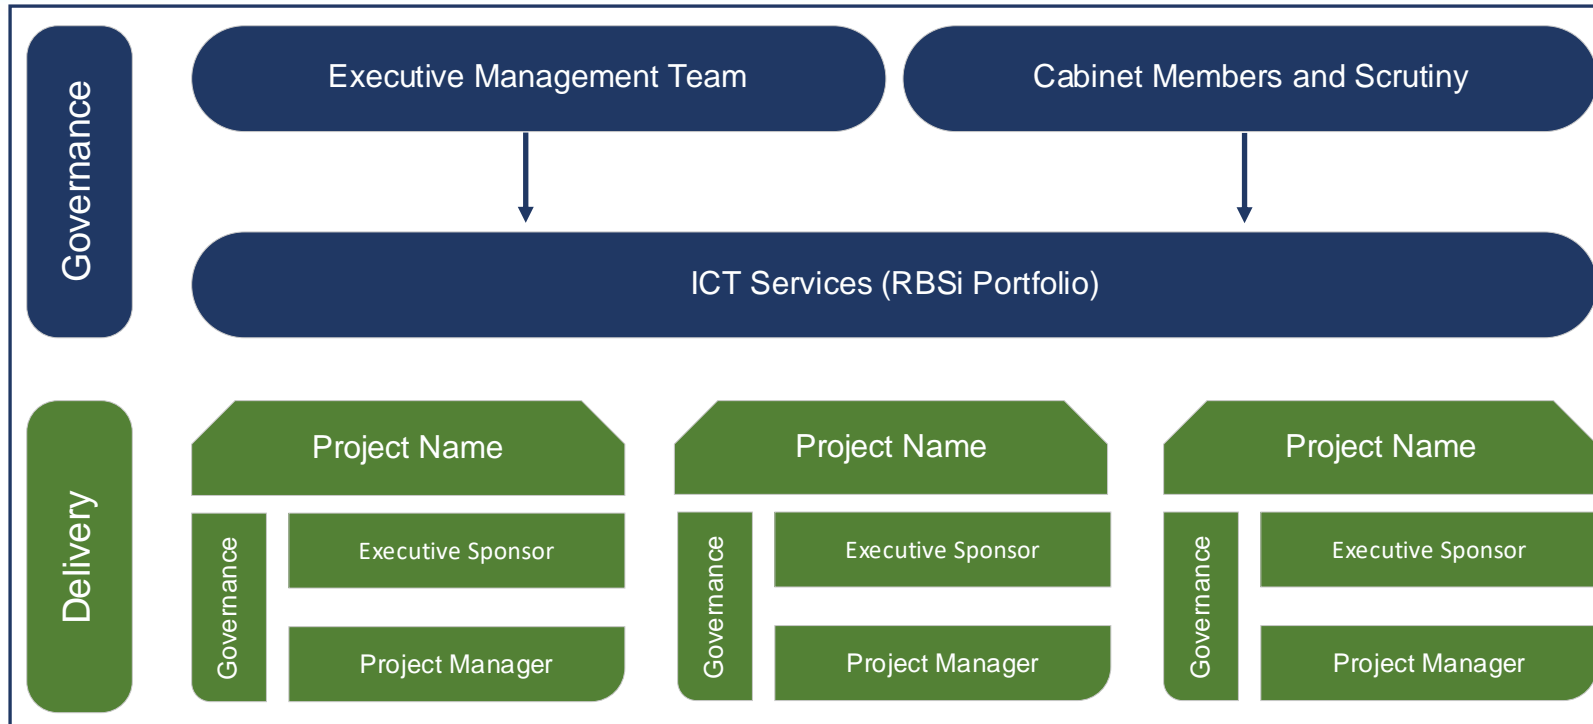 Governance
Executive Management Team
Cabinet Members and Scrutiny
ICT Services (RBSi Portfolio)
Delivery
Project Name
Governance
Executive Sponsor
Project Manager
Project Name
Governance
Executive Sponsor
Project Manager
Project Name
Governance
Executive Sponsor
Project Manager